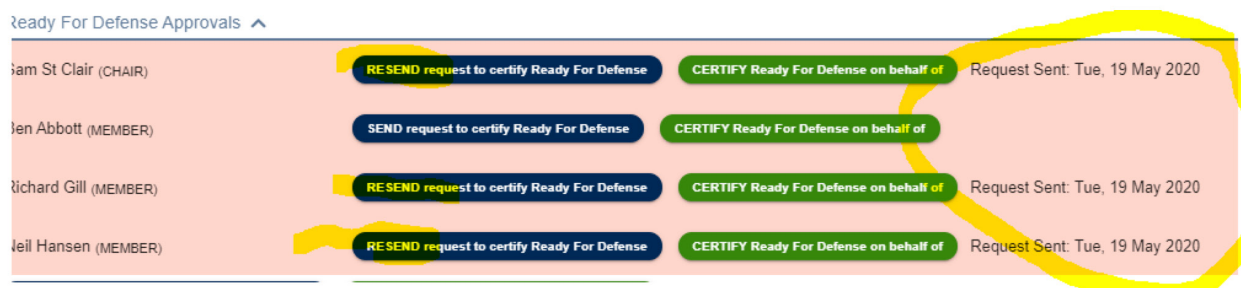 Ready For Defense Approvals
Sam St Clair (CHAIR) RESEND request to certify Ready For Defense CERTIFY Ready For Defense on behalf of Request Sent: Tue, 19 May 2020
Ben Abbott (MEMBER) SEND request to certify Ready For Defense CERTIFY Ready For Defense on behalf of
Richard Gill (MEMBER) RESEND request to certify Ready For Defense CERTIFY Ready For Defense on behalf of Request Sent: Tue, 19 May 2020
Neil Hansen (MEMBER) RESEND request to certify Ready For Defense CERTIFY Ready For Defense on behalf of Request Sent: Tue, 19 May 2020